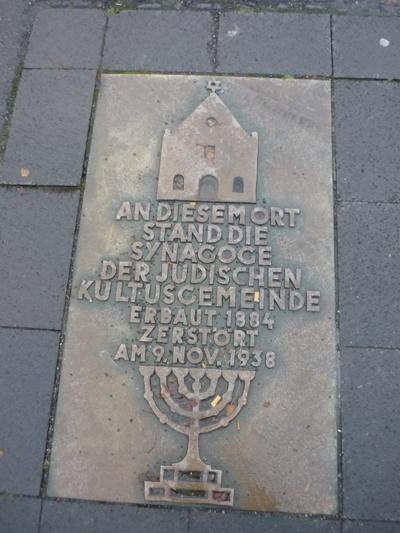 AN DIESEM ORT
STAND DIE
SYNAGOGE
DER JÜDISCHEN
KULTUSGEMEINDE
ERBAUT 1884
ZERSTÖRT
AM 9. NOV. 1938